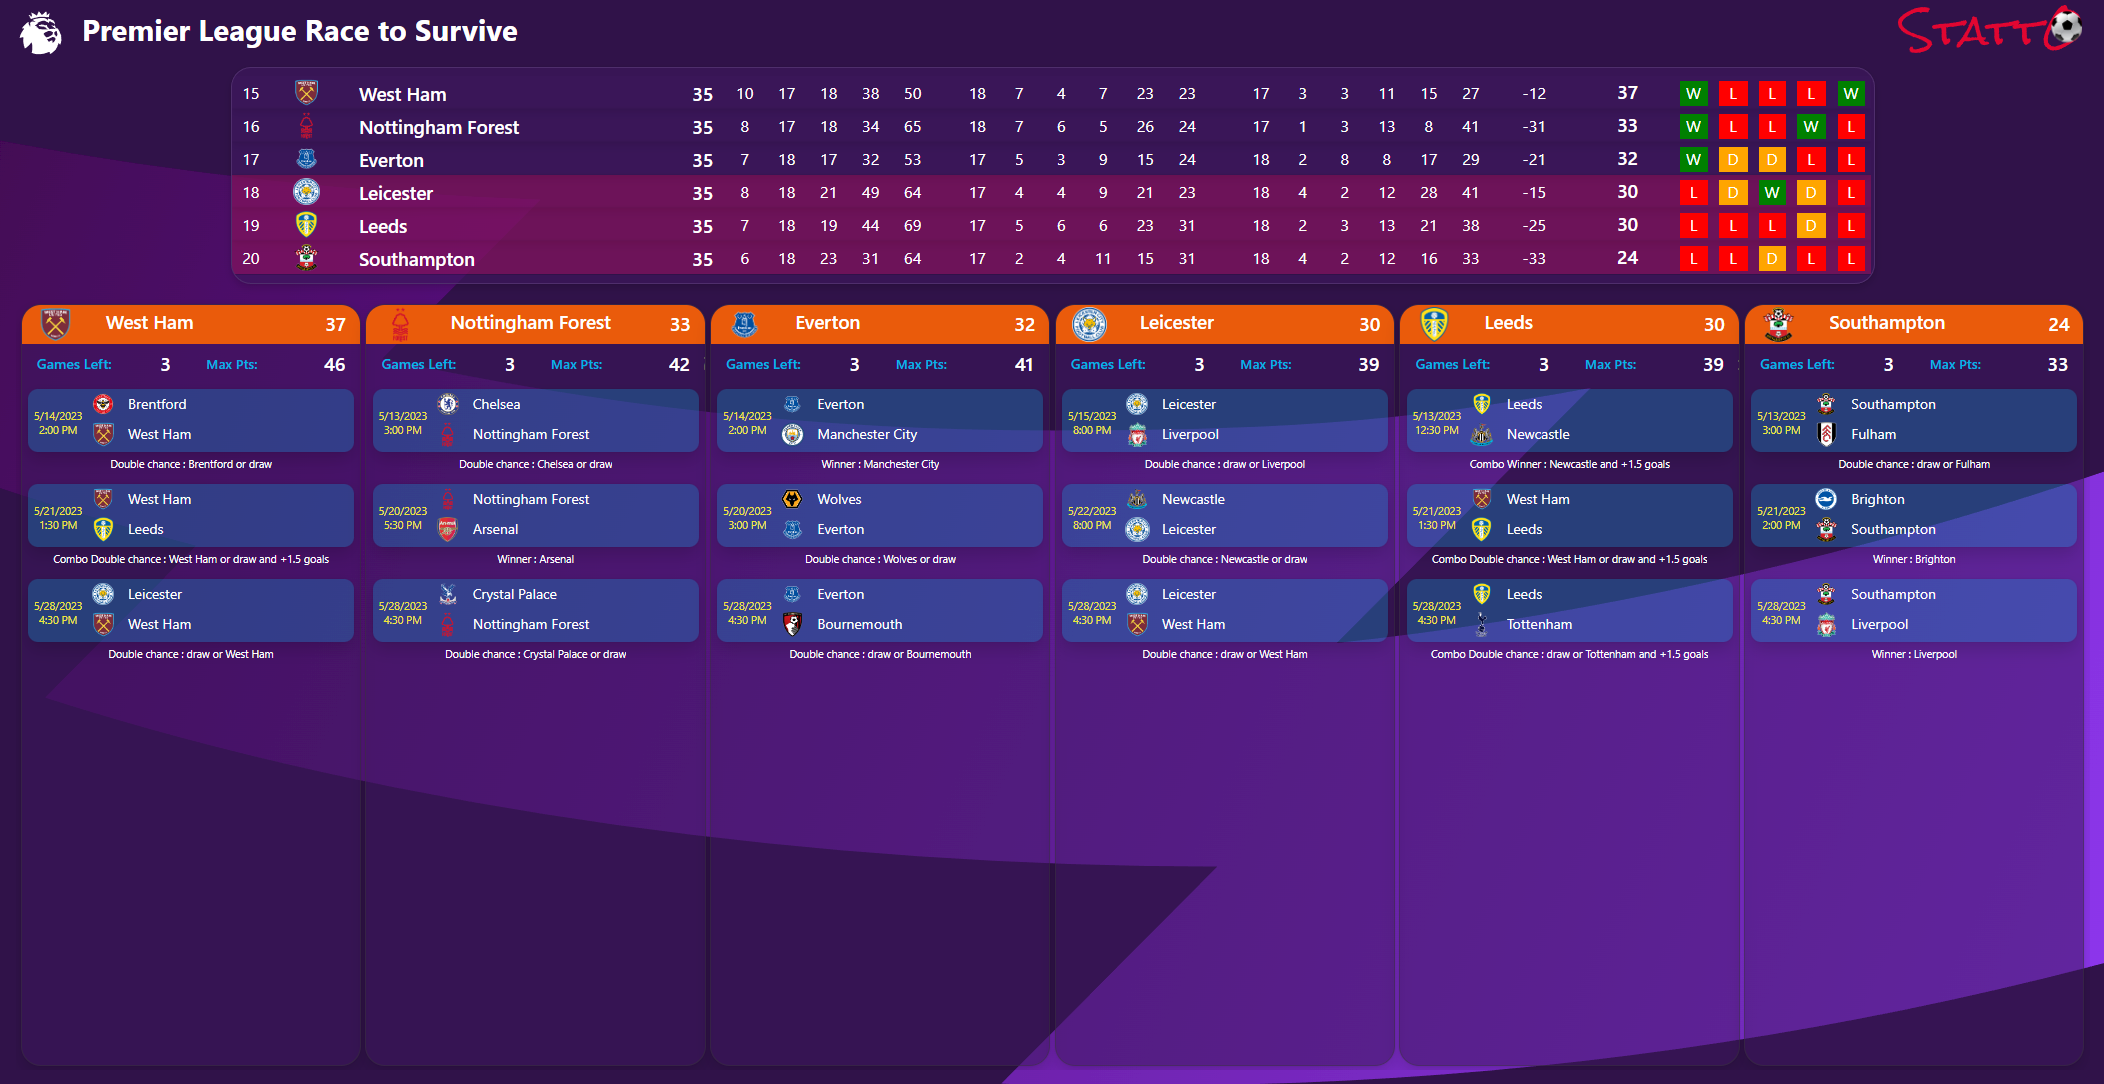 Premier League Race to Survive
STATTO
15 West Ham 35 10 17 18 38 50 18 7 4 7 23 23 17 3 3 11 15 27 -12 37 W L L L W
16 Nottingham Forest 35 8 17 18 34 65 18 7 6 5 26 24 17 1 3 13 8 41 -31 33 W L L W L
17 Everton 35 7 18 17 32 53 17 5 3 9 15 24 18 2 8 8 17 29 -21 32 W D D L L
18 Leicester 35 8 18 21 49 64 17 4 4 9 21 23 18 4 2 12 28 41 -15 30 L D W D L
19 Leeds 35 7 18 19 44 69 17 5 6 6 23 31 18 2 3 13 21 38 -25 30 L L L D L
20 Southampton 35 6 18 23 31 64 17 2 4 11 15 31 18 4 2 12 16 33 -33 24 L L D L L
West Ham 37
Games Left: 3 Max Pts: 46
5/14/2023
2:00 PM
Brentford
West Ham
Double chance : Brentford or draw
5/21/2023
1:30 PM
West Ham
Leeds
Combo Double chance : West Ham or draw and +1.5 goals
5/28/2023
4:30 PM
Leicester
West Ham
Double chance : draw or West Ham
Nottingham Forest 33
Games Left: 3 Max Pts: 42
5/13/2023
3:00 PM
Chelsea
Nottingham Forest
Double chance : Chelsea or draw
5/20/2023
5:30 PM
Nottingham Forest
Arsenal
Winner : Arsenal
5/28/2023
4:30 PM
Crystal Palace
Nottingham Forest
Double chance : Crystal Palace or draw
Everton 32
Games Left: 3 Max Pts: 41
5/14/2023
2:00 PM
Everton
Manchester City
Winner : Manchester City
5/20/2023
3:00 PM
Wolves
Everton
Double chance : Wolves or draw
5/28/2023
4:30 PM
Everton
Bournemouth
Double chance : draw or Bournemouth
Leicester 30
Games Left: 3 Max Pts: 39
5/15/2023
8:00 PM
Leicester
Liverpool
Double chance : draw or Liverpool
5/22/2023
8:00 PM
Newcastle
Leicester
Double chance : Newcastle or draw
5/28/2023
4:30 PM
Leicester
West Ham
Double chance : draw or West Ham
Leeds 30
Games Left: 3 Max Pts: 39
5/13/2023
12:30 PM
Leeds
Newcastle
Combo Winner : Newcastle and +1.5 goals
5/21/2023
1:30 PM
West Ham
Leeds
Combo Double chance : West Ham or draw and +1.5 goals
5/28/2023
4:30 PM
Leeds
Tottenham
Combo Double chance : draw or Tottenham and +1.5 goals
Southampton 24
Games Left: 3 Max Pts: 33
5/13/2023
3:00 PM
Southampton
Fulham
Double chance : draw or Fulham
5/21/2023
2:00 PM
Brighton
Southampton
Winner : Brighton
5/28/2023
4:30 PM
Southampton
Liverpool
Winner : Liverpool